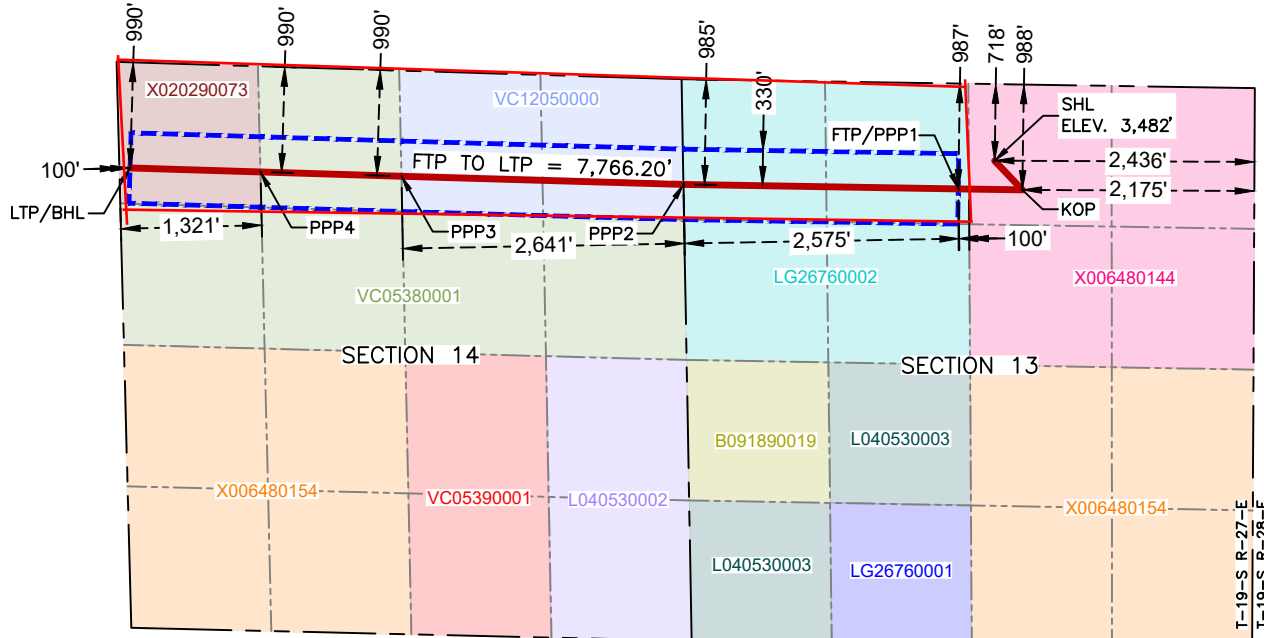 990'
990'
990'
985'
987'
718'
988'
X020290073
VC12050000
330'
SHL
ELEV. 3,482'
FTP/PPP1
2,436'
100'
FTP TO LTP = 7,766.20'
2,175'
LTP/BHL
KOP
1,321'
PPP4
PPP3
2,641'
PPP2
2,575'
100'
VC05380001
LG26760002
X006480144
SECTION 14
SECTION 13
B091890019
L040530003
X006480154
VC05390001
L040530002
X006480154
L040530003
LG26760001
T-19-S R-27-E
T-19-S R-28-E